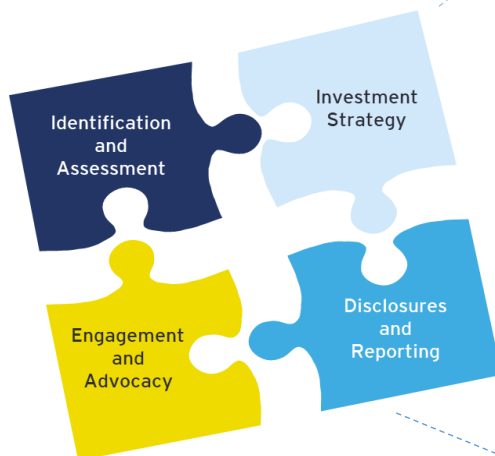 Identification
and
Assessment
Investment
Strategy
Engagement
and
Advocacy
Disclosures
and
Reporting